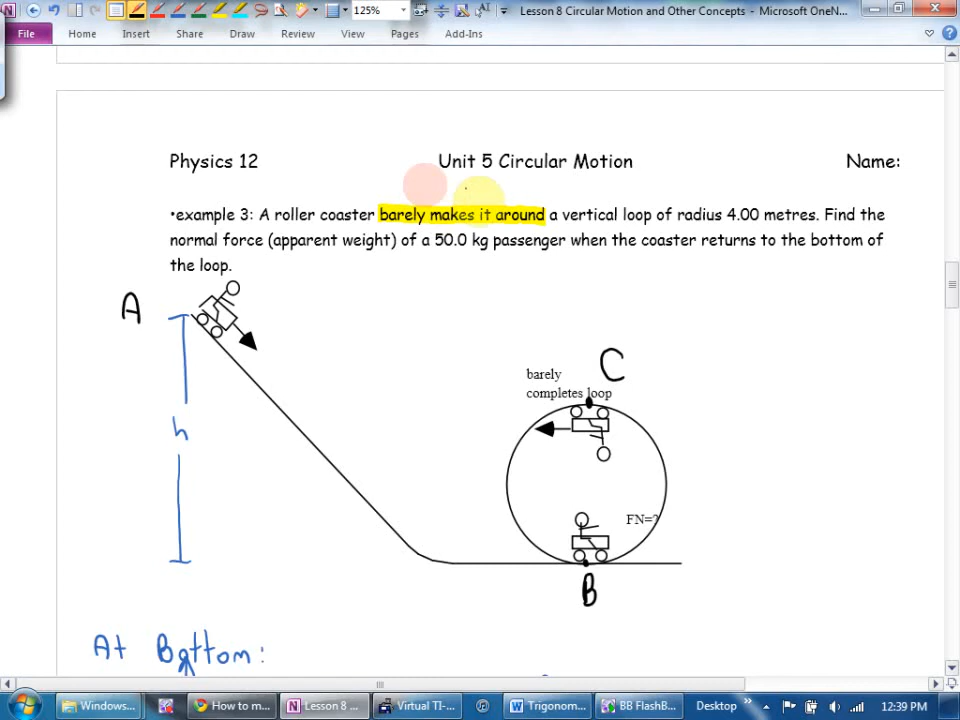 125%
Lesson 8 Circular Motion and Other Concepts - Microsoft OneN...
File Home Insert Share Draw Review View Pages Add-Ins
Physics 12 Unit 5 Circular Motion Name:
•example 3: A roller coaster barely makes it around a vertical loop of radius 4.00 metres. Find the
normal force (apparent weight) of a 50.0 kg passenger when the coaster returns to the bottom of
the loop.
A
h
C
barely
completes loop
FN=?
B
At Bottom:
Windows... How to m... Lesson 8 ... Virtual TI-... Trigonom... BB FlashB... Desktop 12:39 PM